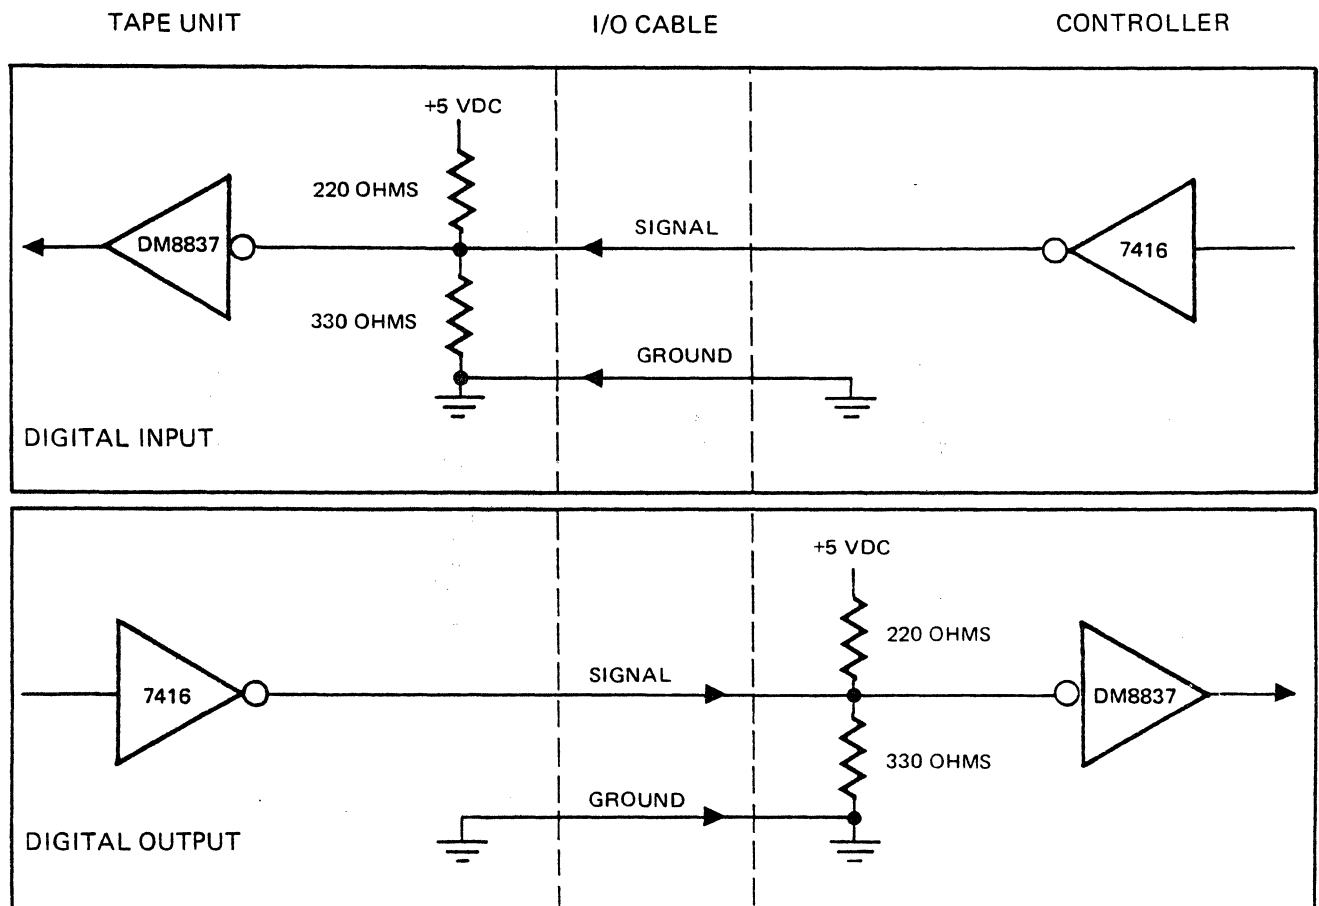 TAPE UNIT
I/O CABLE
CONTROLLER
+5 VDC
220 OHMS
SIGNAL
DM8837
7416
330 OHMS
GROUND
DIGITAL INPUT
+5 VDC
220 OHMS
SIGNAL
7416
DM8837
330 OHMS
GROUND
DIGITAL OUTPUT